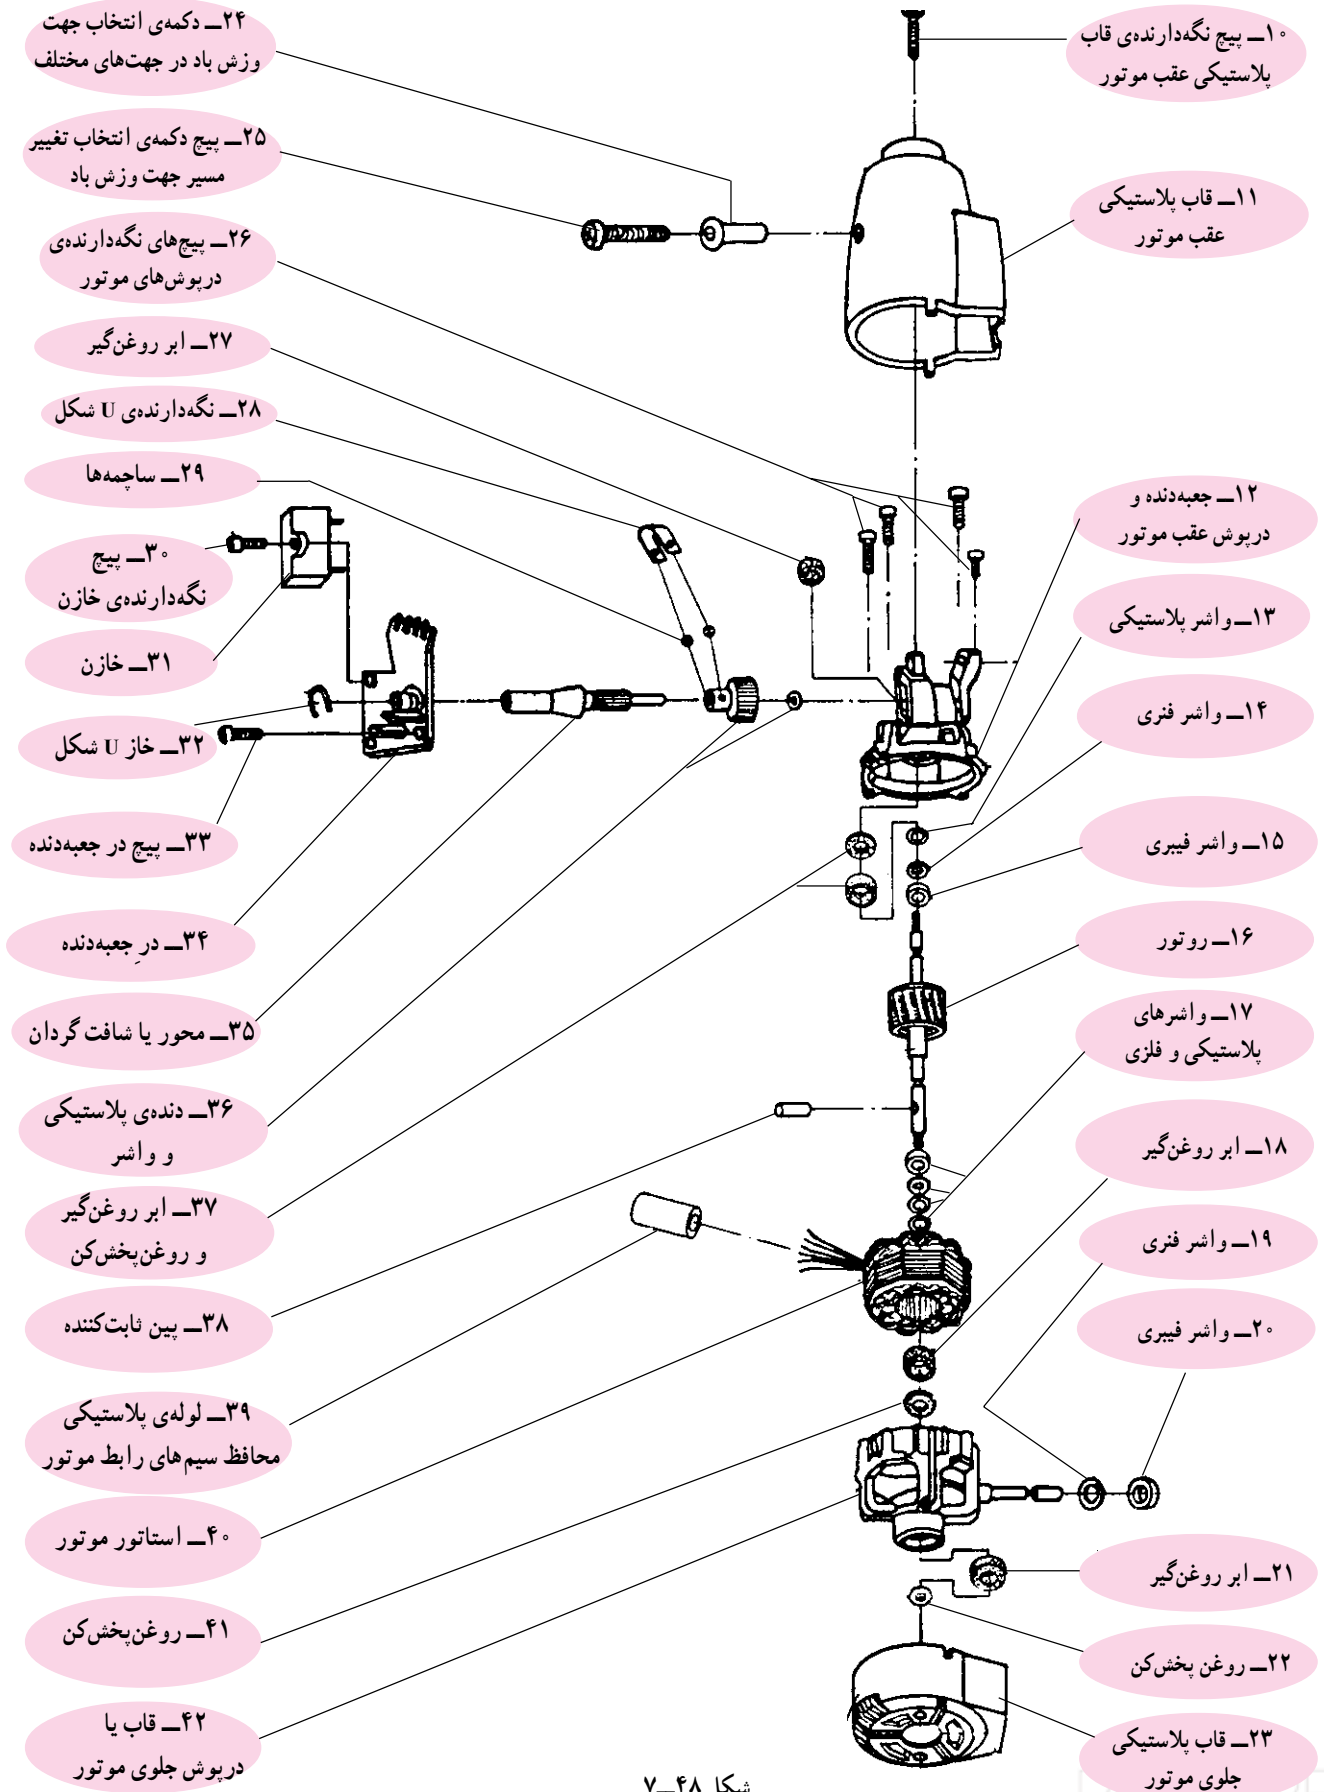 ۱۰ــ پیچ نگه‌دارنده‌ی قاب
پلاستیکی عقب موتور
۱۱ــ قاب پلاستیکی
عقب موتور
۱۲ــ جعبه‌دنده و
درپوش عقب موتور
۱۳ــ واشر پلاستیکی
۱۴ــ واشر فنری
۱۵ــ واشر فیبری
۱۶ــ روتور
۱۷ــ واشرهای
پلاستیکی و فلزی
۱۸ــ ابر روغن‌گیر
۱۹ــ واشر فنری
۲۰ــ واشر فیبری
۲۱ــ ابر روغن‌گیر
۲۲ــ روغن پخش‌کن
۲۳ــ قاب پلاستیکی
جلوی موتور
۲۴ــ دکمه‌ی انتخاب جهت
وزش باد در جهت‌های مختلف
۲۵ــ پیچ دکمه‌ی انتخاب تغییر
مسیر جهت وزش باد
۲۶ــ پیچ‌های نگه‌دارنده‌ی
درپوش‌های موتور
۲۷ــ ابر روغن‌گیر
۲۸ــ نگه‌دارنده‌ی U شکل
۲۹ــ ساچمه‌ها
۳۰ــ پیچ
نگه‌دارنده‌ی خازن
۳۱ــ خازن
۳۲ــ خاز U شکل
۳۳ــ پیچ در جعبه‌دنده
۳۴ــ درِ جعبه‌دنده
۳۵ــ محور یا شافت گردان
۳۶ــ دنده‌ی پلاستیکی
و واشر
۳۷ــ ابر روغن‌گیر
و روغن‌پخش‌کن
۳۸ــ پین ثابت‌کننده
۳۹ــ لوله‌ی پلاستیکی
محافظ سیم‌های رابط موتور
۴۰ــ استاتور موتور
۴۱ــ روغن‌پخش‌کن
۴۲ــ قاب یا
درپوش جلوی موتور
شکل ۴۸ــ۷